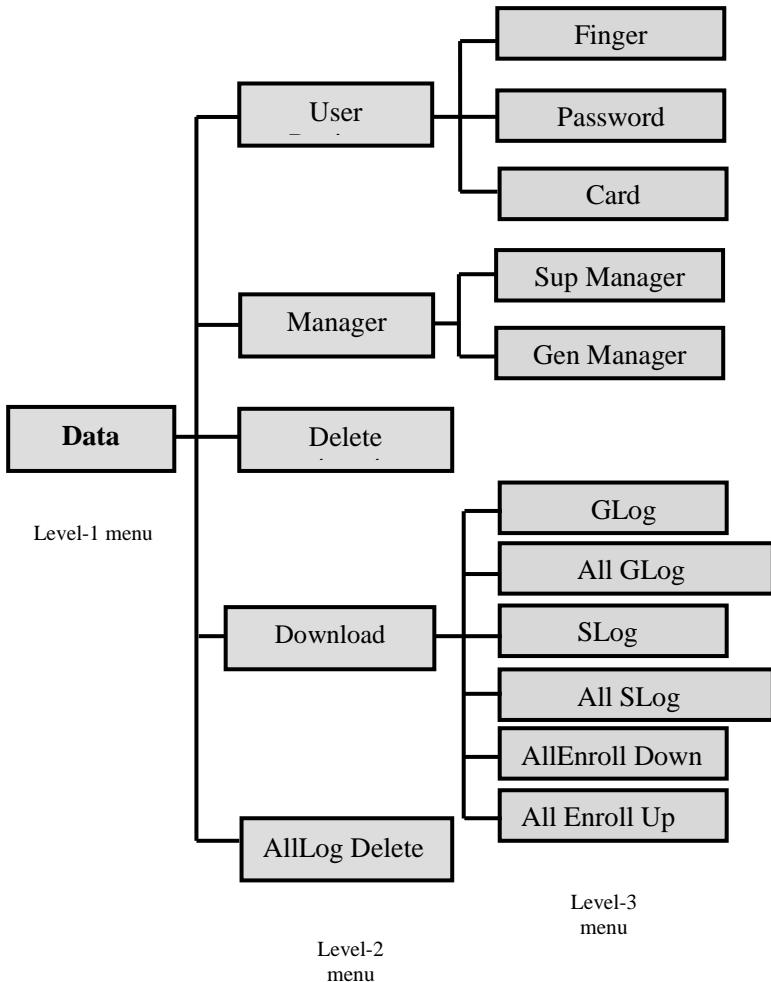 Finger
User
Password
Card
Sup Manager
Manager
Gen Manager
Data
Delete
Level-1 menu
GLog
All GLog
Download
SLog
All SLog
AllEnroll Down
All Enroll Up
AllLog Delete
Level-3
menu
Level-2
menu